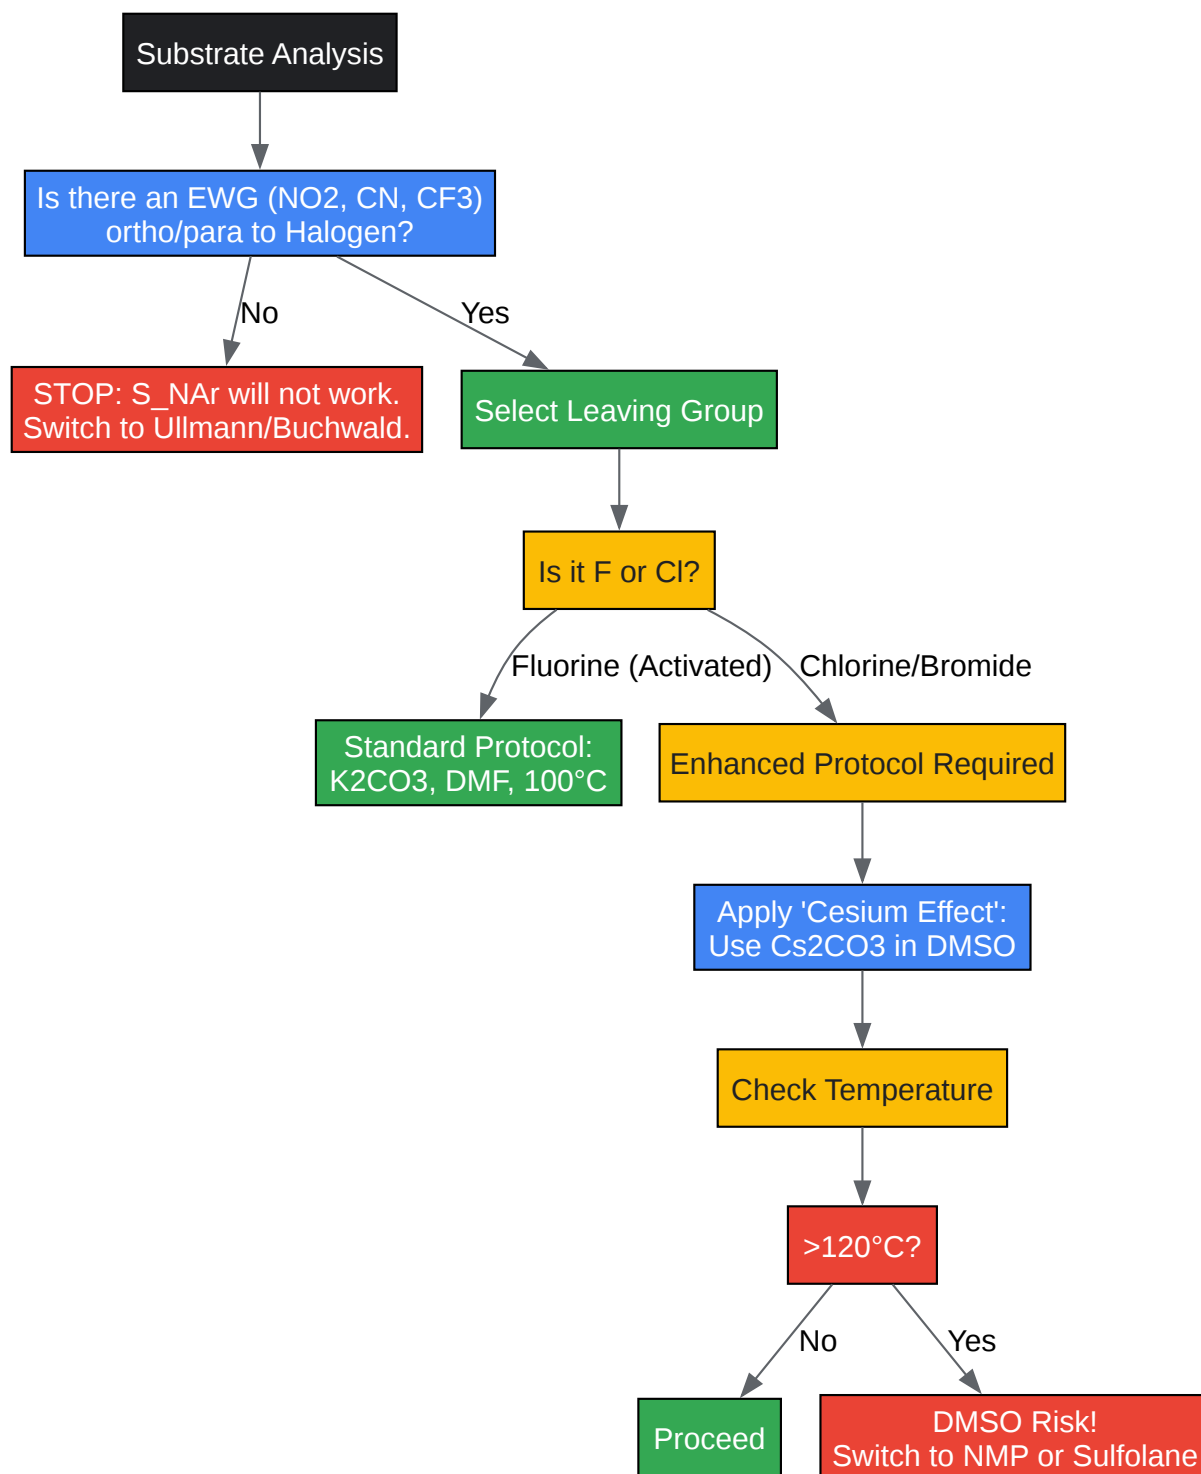 Substrate Analysis
Is there an EWG (NO2, CN, CF3)
ortho/para to Halogen?
No
Yes
STOP: S_NAr will not work.
Switch to Ullmann/Buchwald.
Select Leaving Group
Is it F or Cl?
Fluorine (Activated)
Chlorine/Bromide
Standard Protocol:
K2CO3, DMF, 100°C
Enhanced Protocol Required
Apply 'Cesium Effect':
Use Cs2CO3 in DMSO
Check Temperature
>120°C?
No
Yes
Proceed
DMSO Risk!
Switch to NMP or Sulfolane